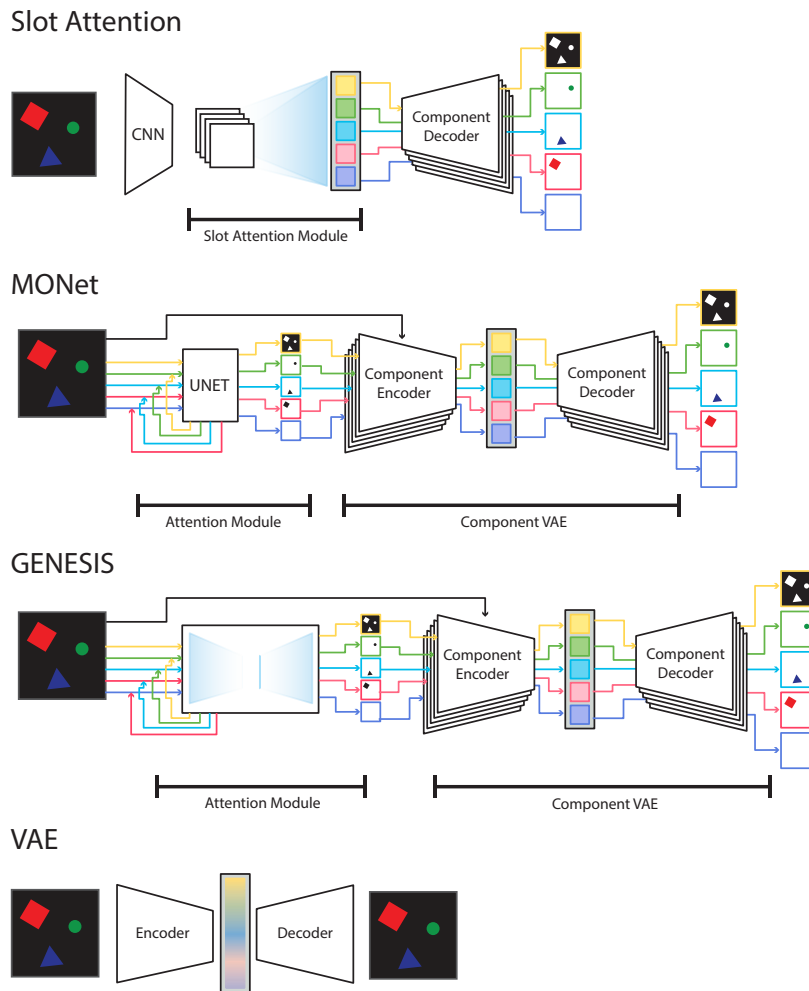 Slot Attention
CNN
Component
Decoder
Slot Attention Module
MONet
UNET
Component
Encoder
Component
Decoder
Attention Module
Component VAE
GENESIS
Component
Encoder
Component
Decoder
Attention Module
Component VAE
VAE
Encoder
Decoder